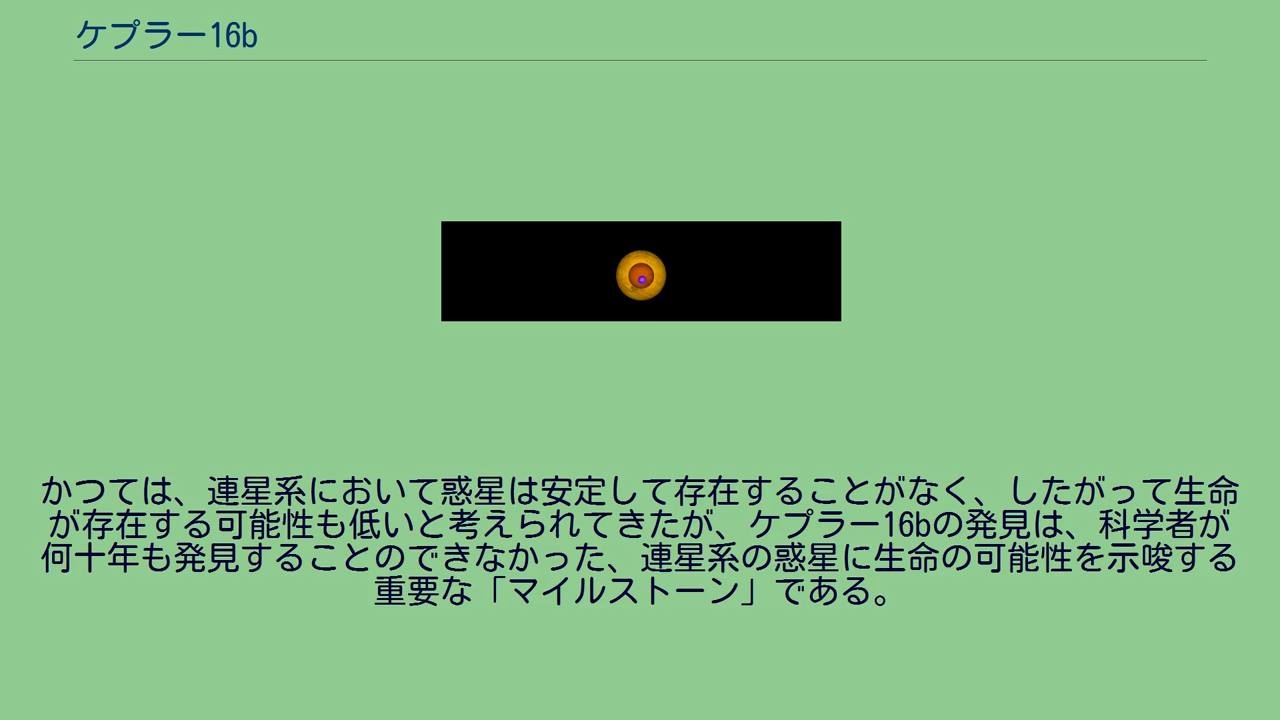 ケプラー16b
かつては、連星系において惑星は安定して存在することがなく、したがって生命
が存在する可能性も低いと考えられてきたが、ケプラー16bの発見は、科学者が
何十年も発見することのできなかった、連星系の惑星に生命の可能性を示唆する
重要な「マイルストーン」である。